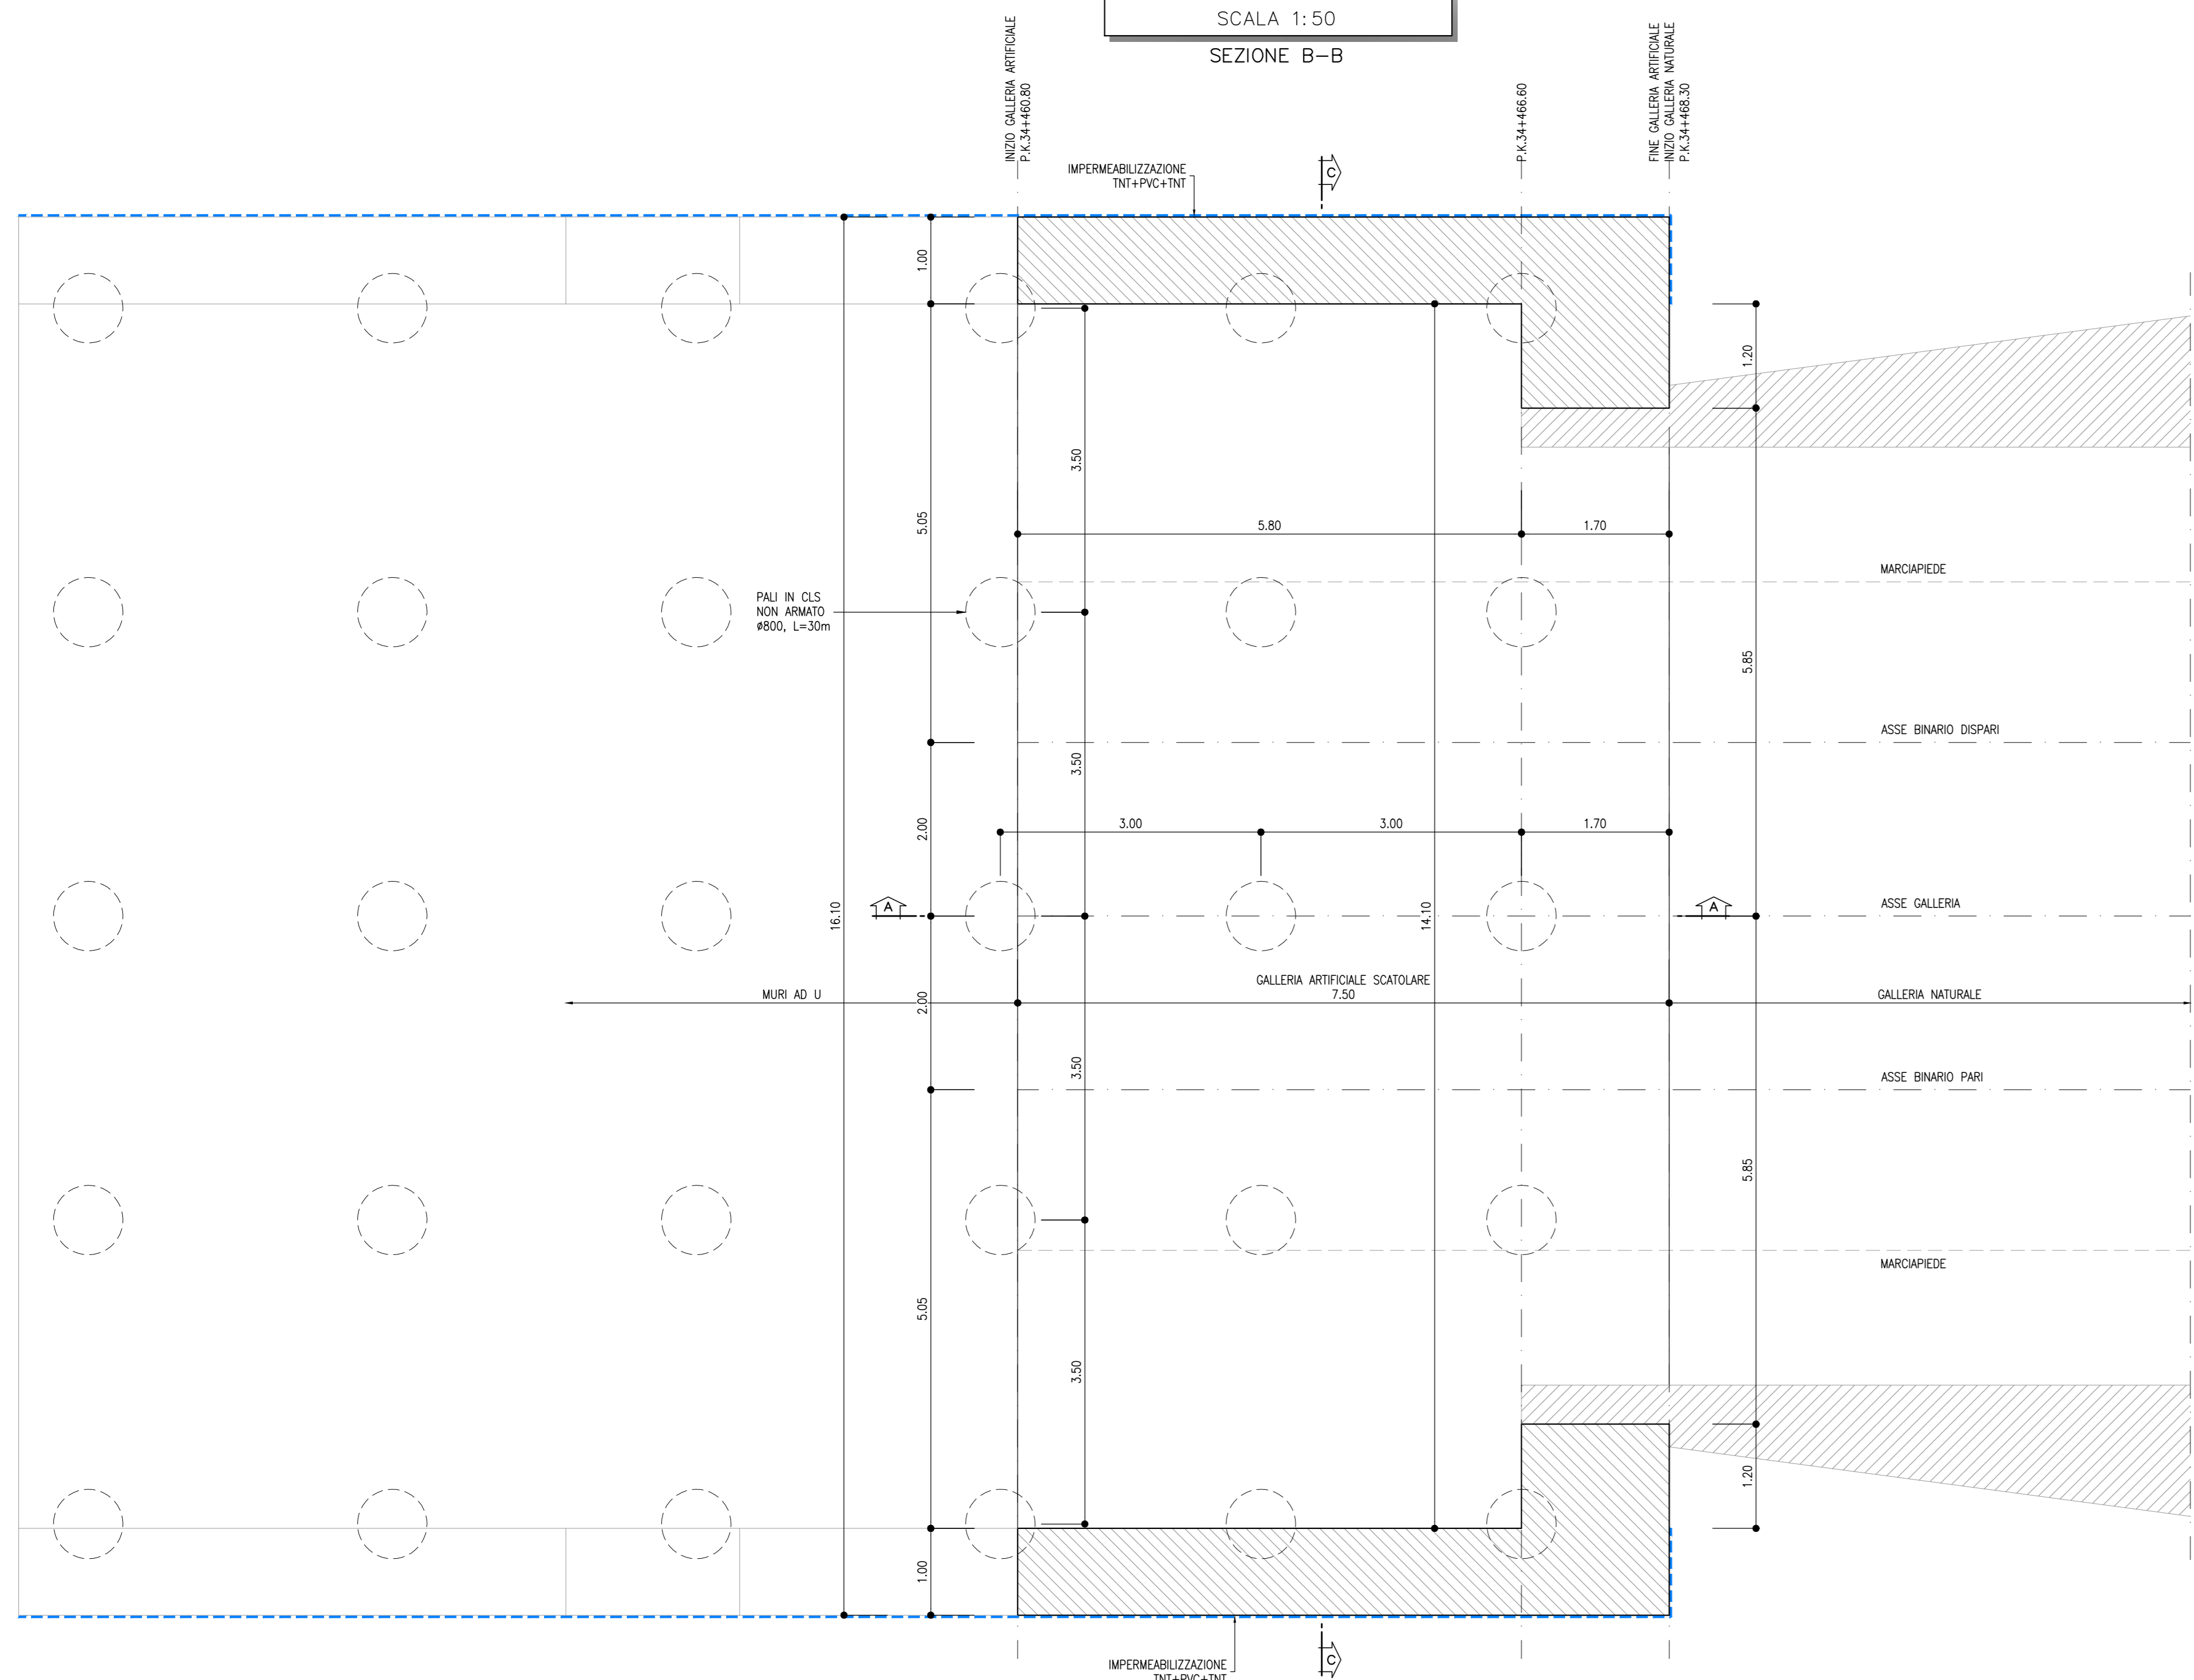 SCALA 1:50
SEZIONE B-B
INIZIO GALLERIA ARTIFICIALE
P.K.34+460.80
P.K.34+466.60
FINE GALLERIA ARTIFICIALE
INIZIO GALLERIA NATURALE
P.K.34+468.30
IMPERMEABILIZZAZIONE
TNT+PVC+TNT
C
1.00
1.20
3.50
5.05
5.80
1.70
MARCIAPIEDE
PALI IN CLS
NON ARMATO
ø800, L=30m
5.85
ASSE BINARIO DISPARI
3.50
2.00
3.00
3.00
1.70
16.10
A
14.10
A
ASSE GALLERIA
MURI AD U
2.00
GALLERIA ARTIFICIALE SCATOLARE
7.50
GALLERIA NATURALE
3.50
ASSE BINARIO PARI
5.85
MARCIAPIEDE
5.05
3.50
1.20
1.00
C
IMPERMEABILIZZAZIONE
TNT+PVC+TNT